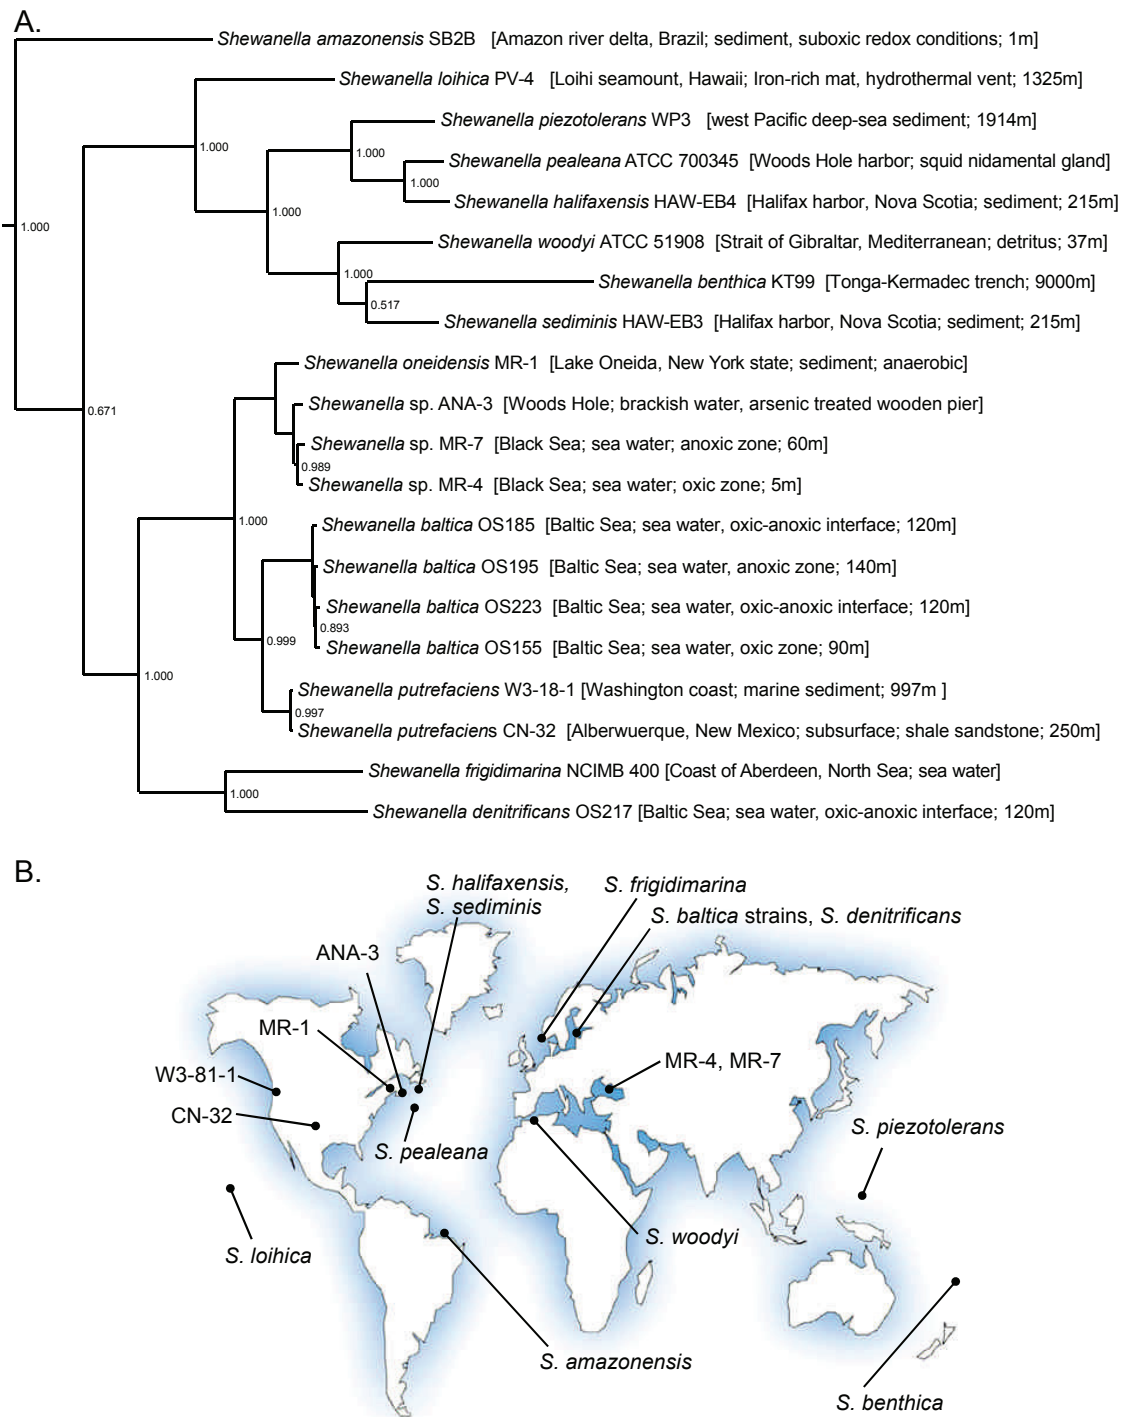 A.
Shewanella amazonensis SB2B [Amazon river delta, Brazil; sediment, suboxic redox conditions; 1m]
Shewanella loihica PV-4 [Loihi seamount, Hawaii; Iron-rich mat, hydrothermal vent; 1325m]
Shewanella piezotolerans WP3 [west Pacific deep-sea sediment; 1914m]
1.000
1.000
Shewanella pealeana ATCC 700345 [Woods Hole harbor; squid nidamental gland]
1.000
Shewanella halifaxensis HAW-EB4 [Halifax harbor, Nova Scotia; sediment; 215m]
1.000
1.000
Shewanella woodyi ATCC 51908 [Strait of Gibraltar, Mediterranean; detritus; 37m]
1.000
Shewanella benthica KT99 [Tonga-Kermadec trench; 9000m]
0.517
Shewanella sediminis HAW-EB3 [Halifax harbor, Nova Scotia; sediment; 215m]
Shewanella oneidensis MR-1 [Lake Oneida, New York state; sediment; anaerobic]
0.671
Shewanella sp. ANA-3 [Woods Hole; brackish water, arsenic treated wooden pier]
Shewanella sp. MR-7 [Black Sea; sea water; anoxic zone; 60m]
0.989
Shewanella sp. MR-4 [Black Sea; sea water; oxic zone; 5m]
1.000
Shewanella baltica OS185 [Baltic Sea; sea water, oxic-anoxic interface; 120m]
Shewanella baltica OS195 [Baltic Sea; sea water, anoxic zone; 140m]
Shewanella baltica OS223 [Baltic Sea; sea water, oxic-anoxic interface; 120m]
0.893
0.999
Shewanella baltica OS155 [Baltic Sea; sea water, oxic zone; 90m]
1.000
Shewanella putrefaciens W3-18-1 [Washington coast; marine sediment; 997m ]
0.997
Shewanella putrefaciens CN-32 [Alberwuerque, New Mexico; subsurface; shale sandstone; 250m]
Shewanella frigidimarina NCIMB 400 [Coast of Aberdeen, North Sea; sea water]
1.000
Shewanella denitrificans OS217 [Baltic Sea; sea water, oxic-anoxic interface; 120m]
B.
S. halifaxensis,
S. sediminis
S. frigidimarina
S. baltica strains, S. denitrificans
ANA-3
MR-1
W3-81-1
MR-4, MR-7
CN-32
S. piezotolerans
S. pealeana
S. woodyi
S. loihica
S. amazonensis
S. benthica